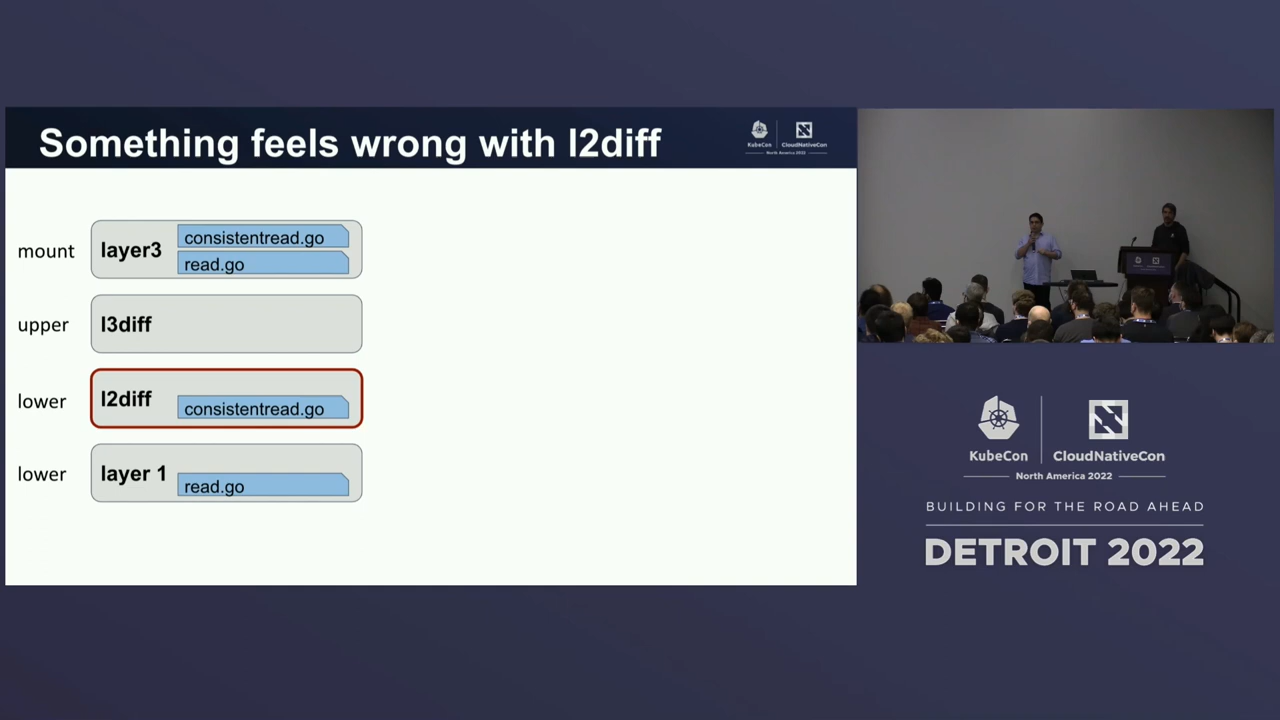 Something feels wrong with l2diff
KubeCon
CloudNativeCon
North America 2022
mount
layer3
consistentread.go
read.go
upper
l3diff
lower
l2diff
consistentread.go
lower
layer 1
read.go
KubeCon
CloudNativeCon
North America 2022
BUILDING FOR THE ROAD AHEAD
DETROIT 2022